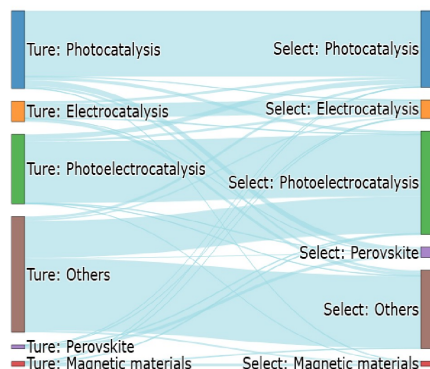 Ture: Photocatalysis
Select: Photocatalysis
Ture: Electrocatalysis
Select: Electrocatalysis
Ture: Photoelectrocatalysis
Select: Photoelectrocatalysis
Select: Perovskite
Ture: Others
Select: Others
Ture: Perovskite
Ture: Magnetic materials
Select: Magnetic materials